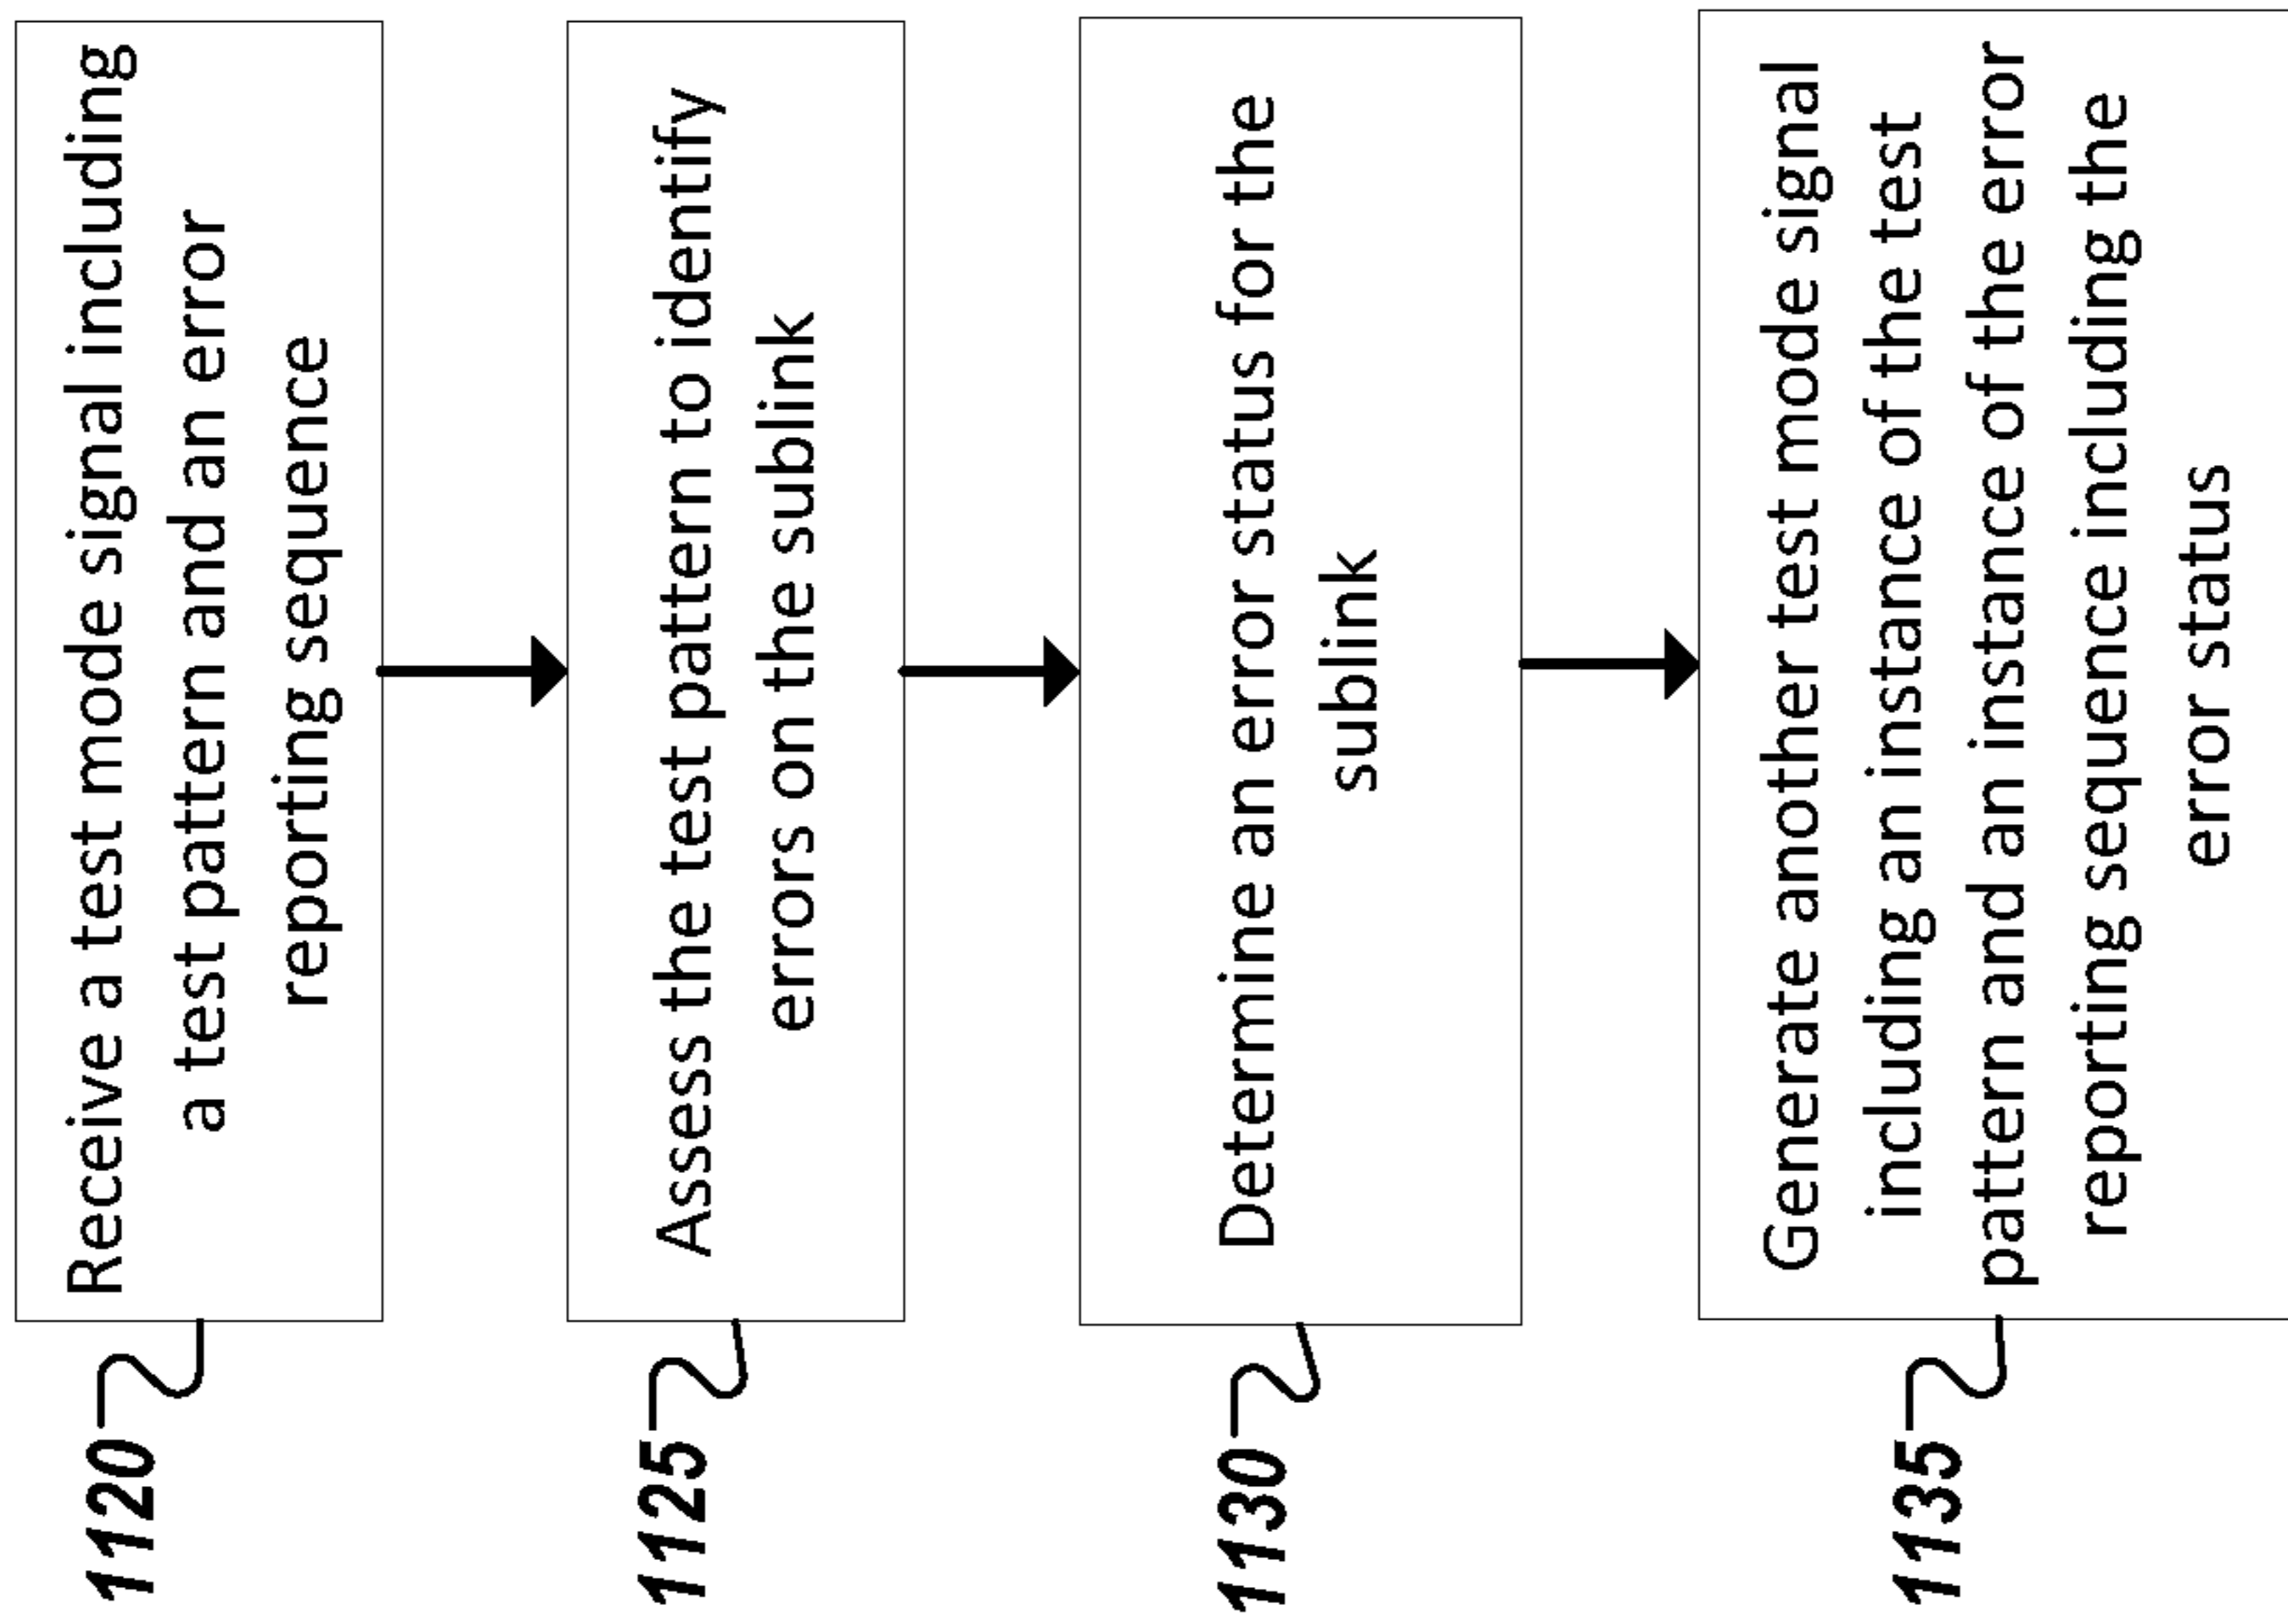 1120
Receive a test mode signal including
a test pattern and an error
reporting sequence
1125
Assess the test pattern to identify
errors on the sublink
1130
Determine an error status for the
sublink
1135
Generate another test mode signal
including an instance of the test
pattern and an instance of the error
reporting sequence including the
error status